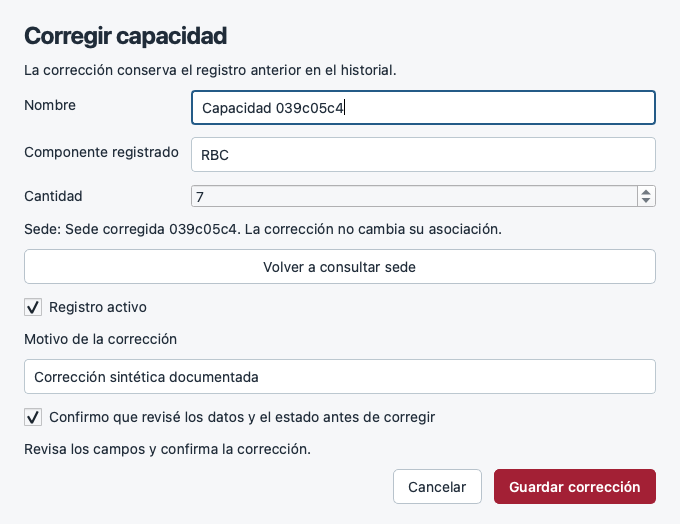 Corregir capacidad
La corrección conserva el registro anterior en el historial.
Nombre
Capacidad 039c05c4
Componente registrado
RBC
Cantidad
7
Sede: Sede corregida 039c05c4. La corrección no cambia su asociación.
Volver a consultar sede
Registro activo
Motivo de la corrección
Corrección sintética documentada
Confirmo que revisé los datos y el estado antes de corregir
Revisa los campos y confirma la corrección.
Cancelar
Guardar corrección